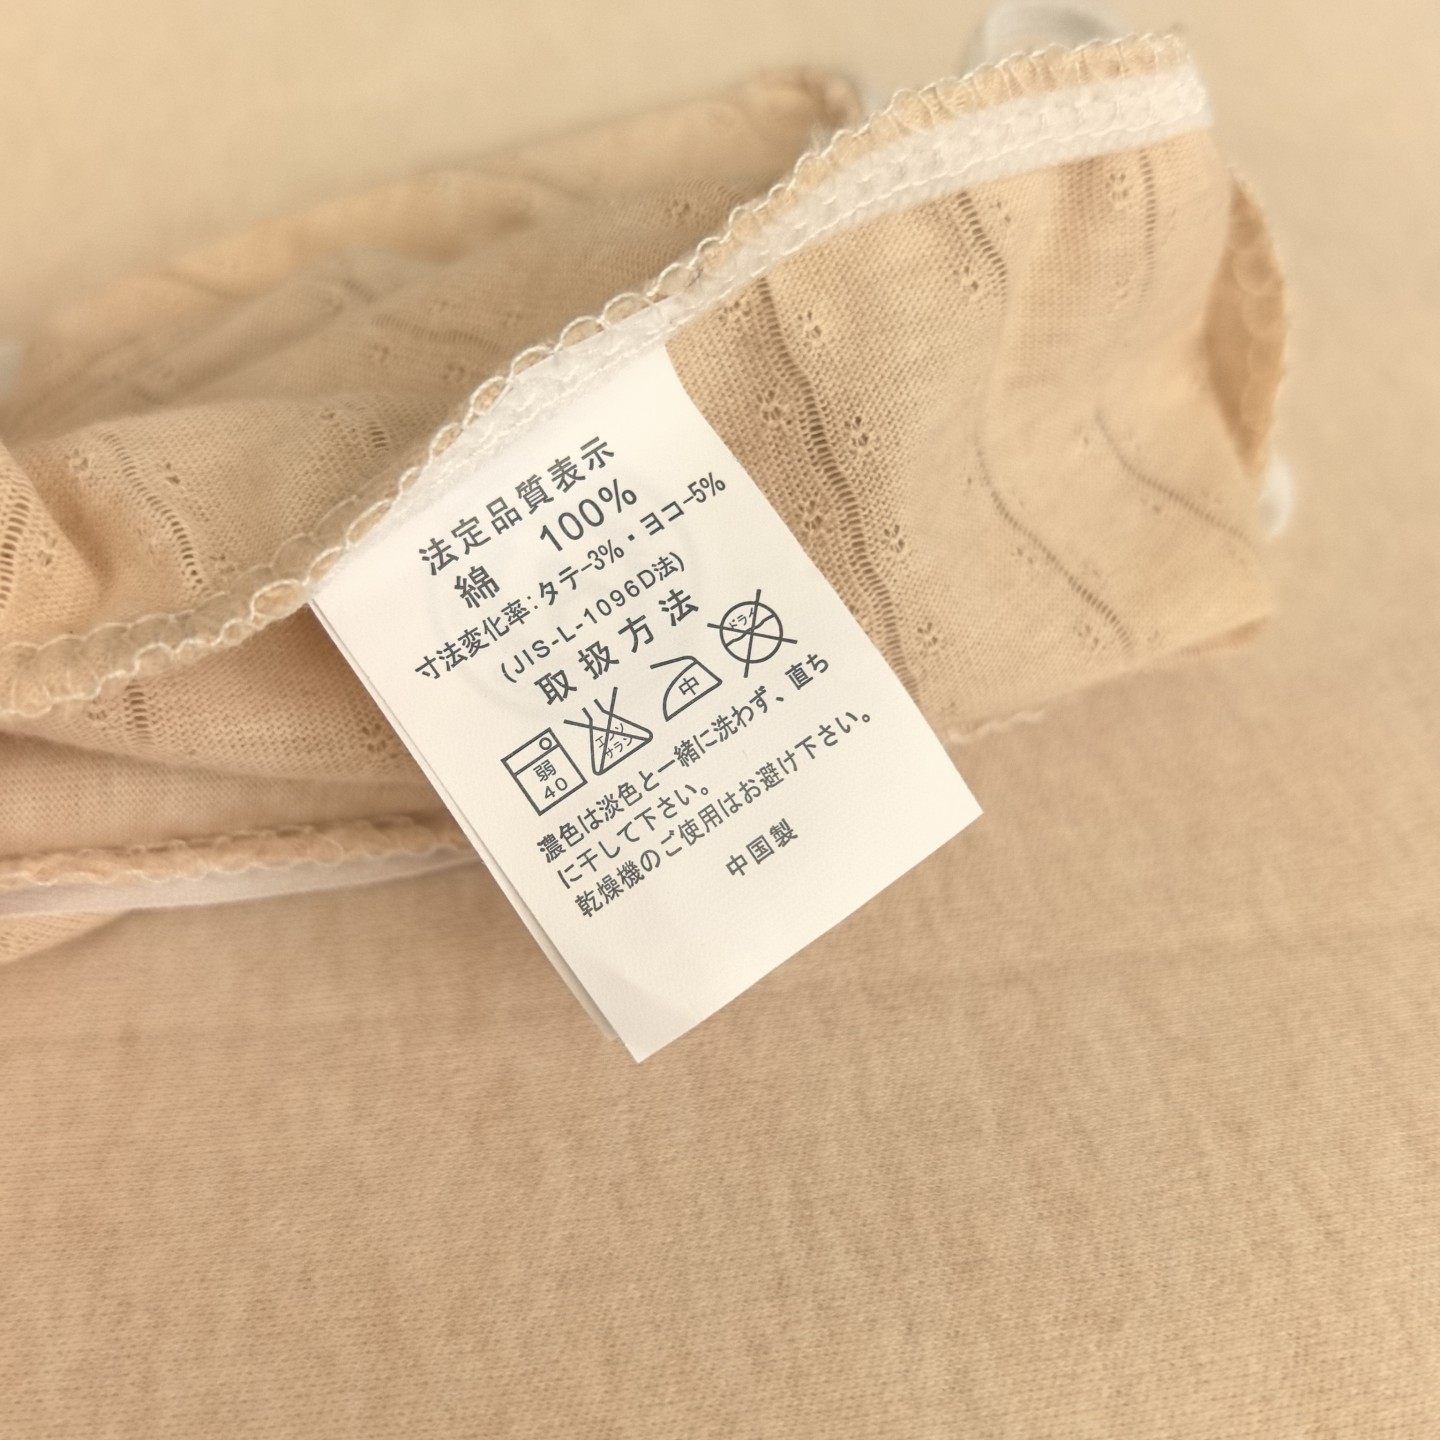 法定品質表示
綿 100%
寸法変化率:タテ-3%・ヨコ-5%
(JIS-L-1096D法)
取扱方法
弱
40
エンソ
サラシ
中
ドライ
濃色は淡色と一緒に洗わず、直ち
に干して下さい。
乾燥機のご使用はお避け下さい。
中国製